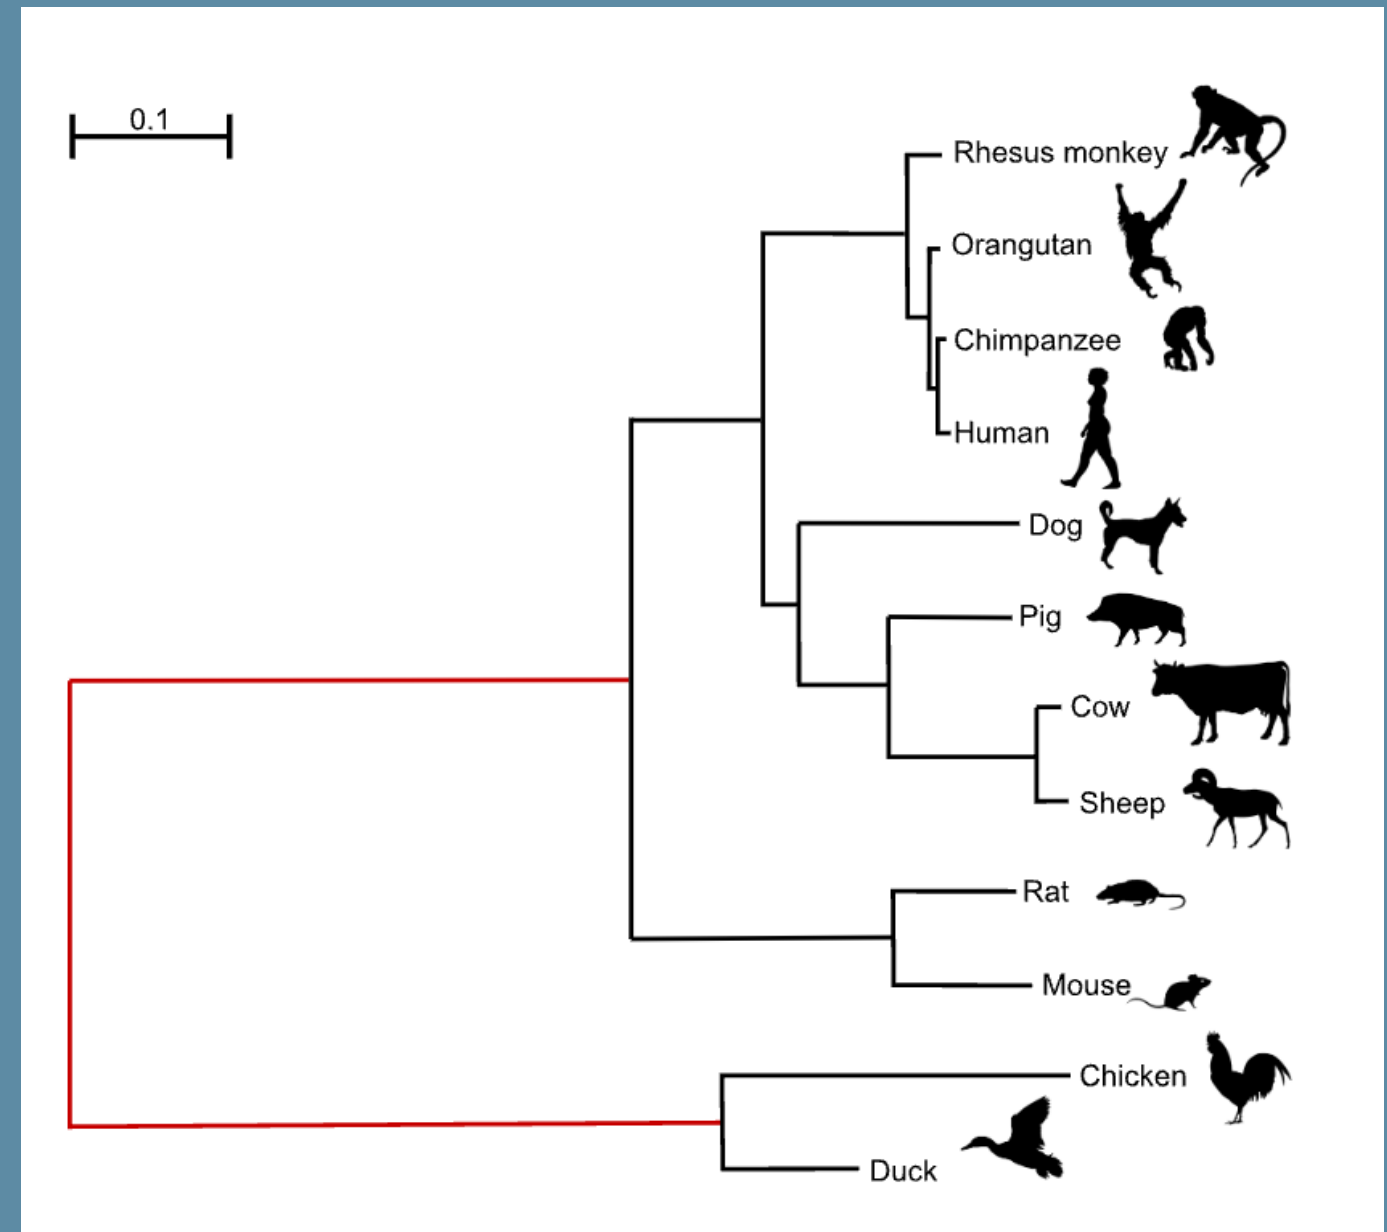 0.1
Rhesus monkey
Orangutan
Chimpanzee
Human
Dog
Pig
Cow
Sheep
Rat
Mouse
Chicken
Duck